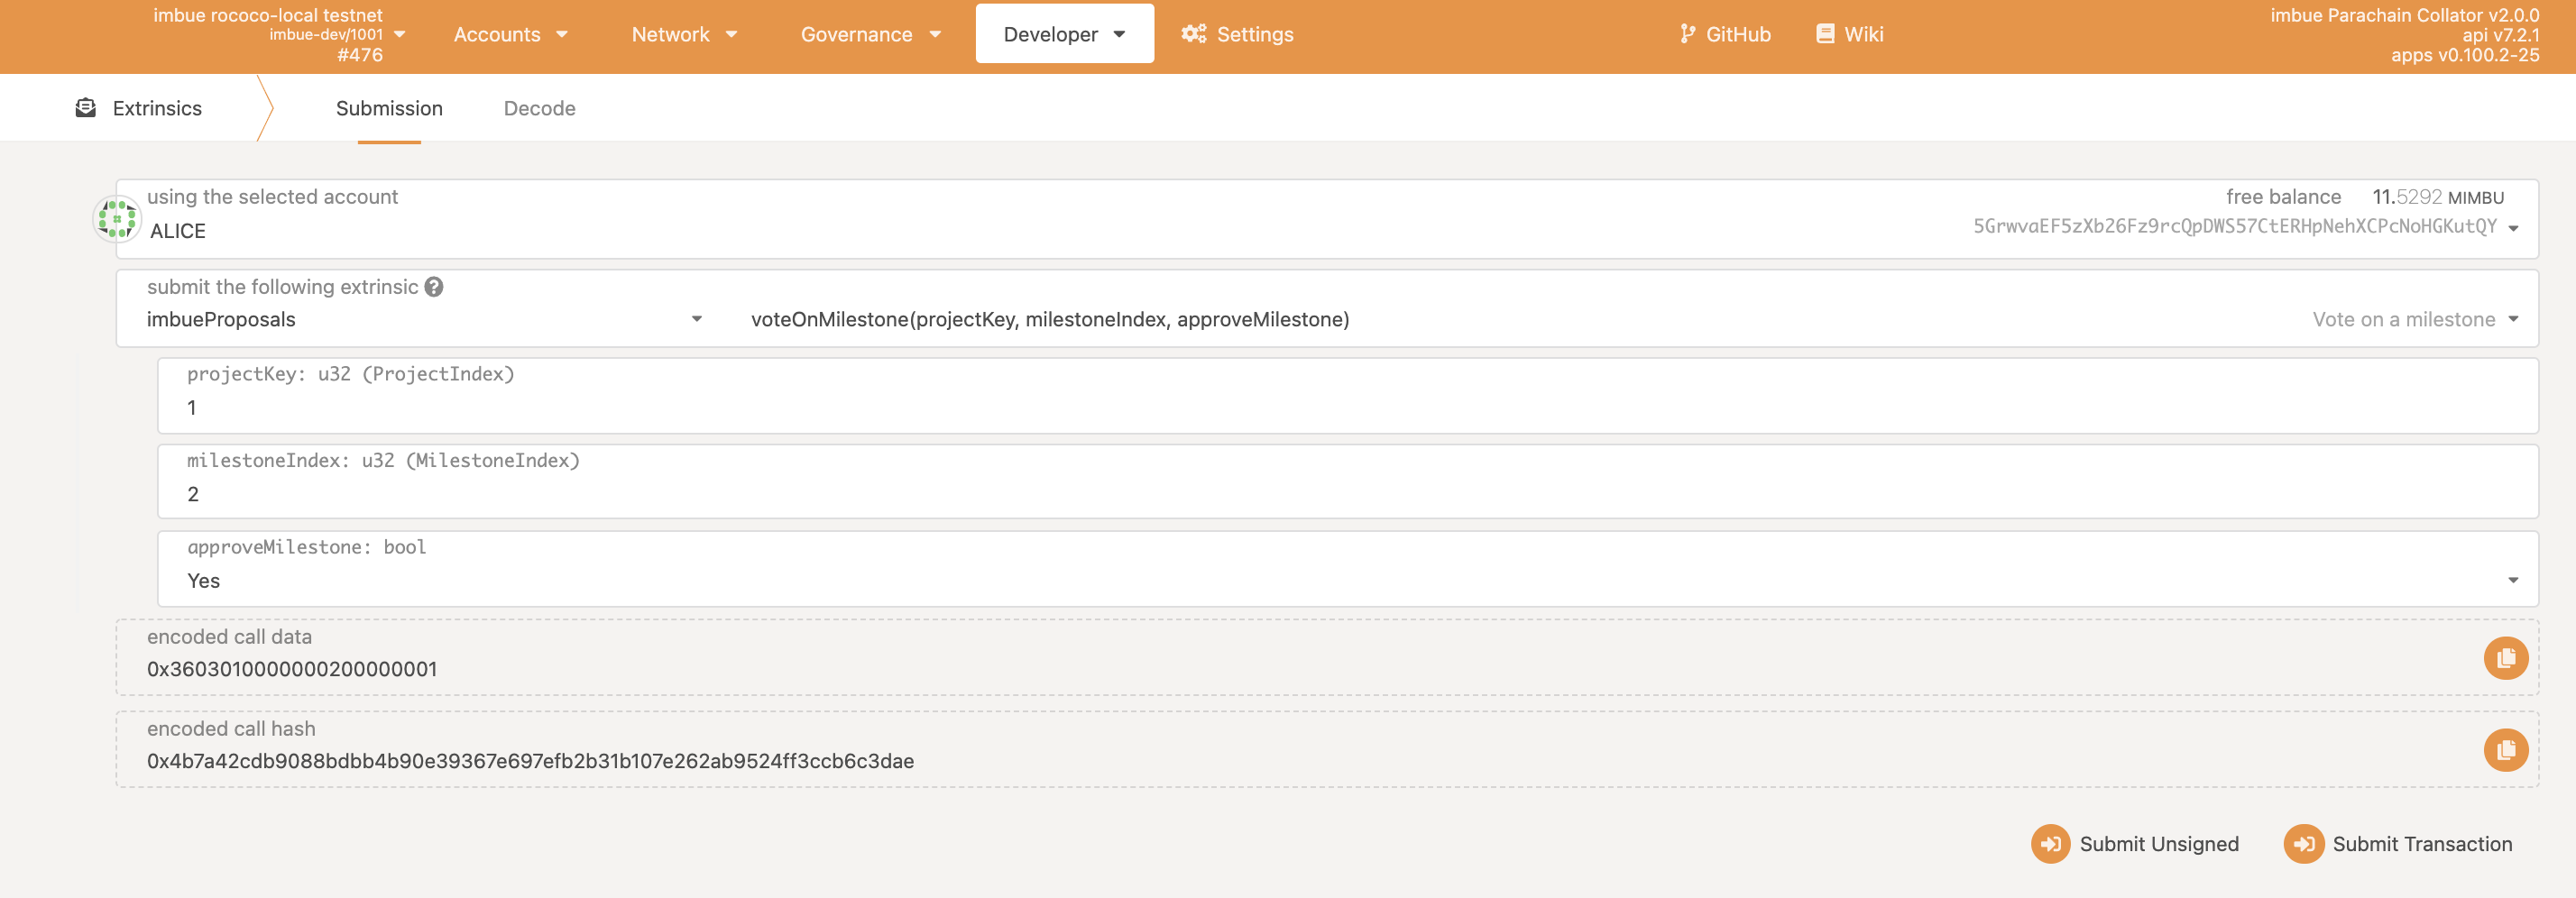 imbue rococo-local testnet
imbue-dev/1001
#476
Accounts
Network
Governance
Developer
Settings
GitHub
Wiki
imbue Parachain Collator v2.0.0
api v7.2.1
apps v0.100.2-25
Extrinsics
Submission
Decode
using the selected account
ALICE
free balance 11.5292 MIMBU
5GrwvaEF5zXb26Fz9rcQpDWS57CtERHpNehXCPcNoHGKutQY
submit the following extrinsic
imbueProposals
voteOnMilestone(projectKey, milestoneIndex, approveMilestone)
Vote on a milestone
projectKey: u32 (ProjectIndex)
1
milestoneIndex: u32 (MilestoneIndex)
2
approveMilestone: bool
Yes
encoded call data
0x3603010000000200000001
encoded call hash
0x4b7a42cdb9088bdbb4b90e39367e697efb2b31b107e262ab9524ff3ccb6c3dae
Submit Unsigned
Submit Transaction